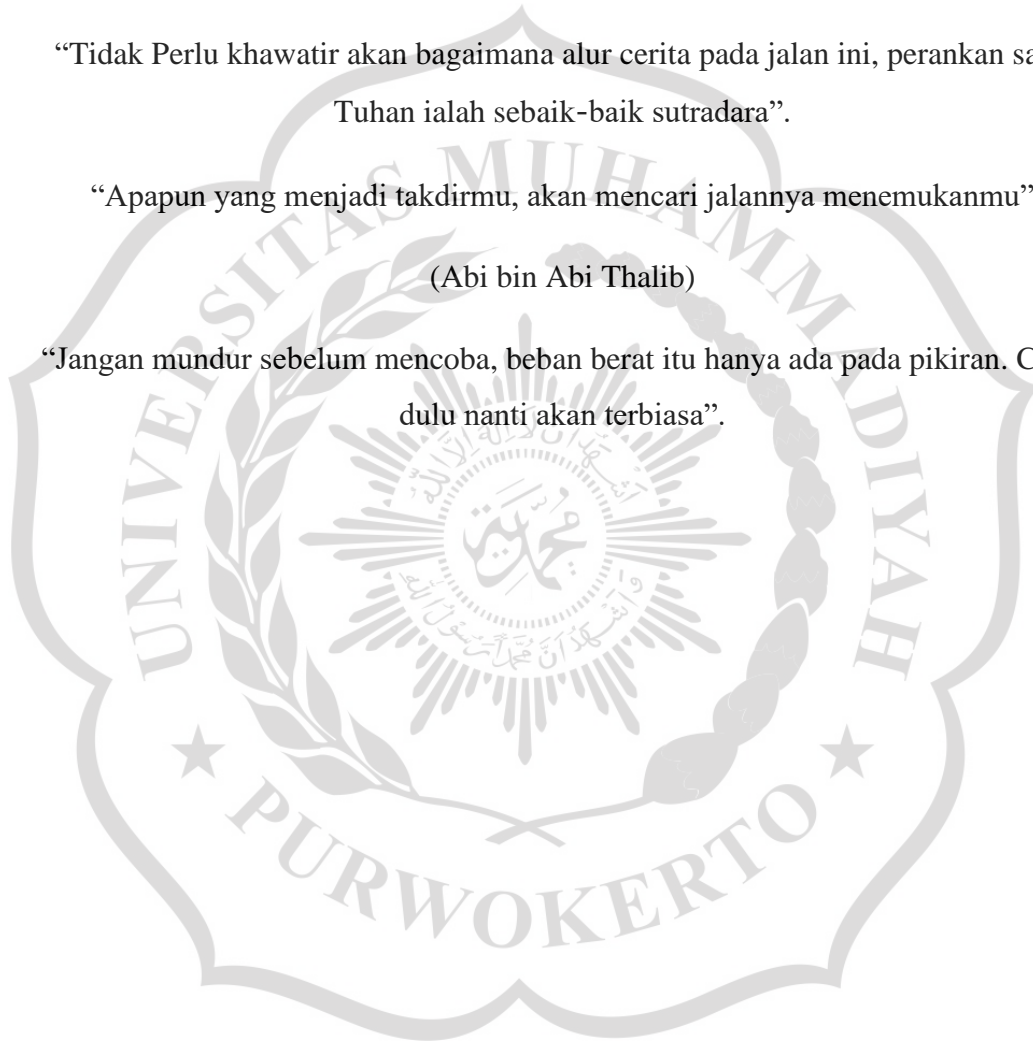 “Tidak Perlu khawatir akan bagaimana alur cerita pada jalan ini, perankan
Tuhan ialah sebaik-baik sutradara”.
“Apapun yang menjadi takdirmu, akan mencari jalannya menemukanmu”
(Abi bin Abi Thalib)
“Jangan mundur sebelum mencoba, beban berat itu hanya ada pada pikiran.
dulu nanti akan terbiasa”.
UNIVERSITAS MUHAMMADIYAH
PURWOKERTO